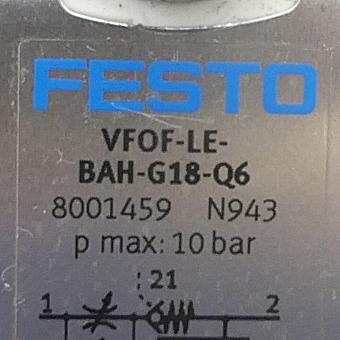 FESTO
VFOF-LE-
BAH-G18-Q6
8001459 N943
p max: 10 bar
21
1 2